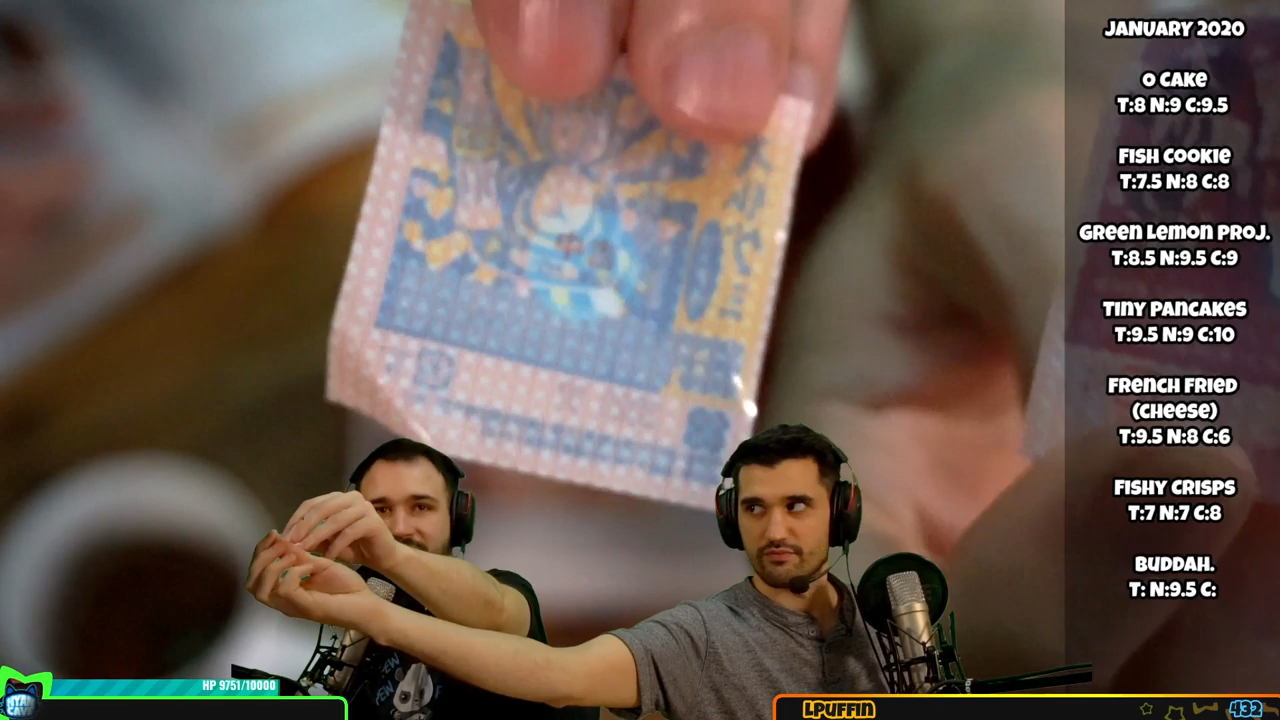 JANUARY 2020
O CAKE
T:8 N:9 C:9.5
FISH COOKIE
T:7.5 N:8 C:8
GREEN LEMON PROJ.
T:8.5 N:9.5 C:9
TINY PANCAKES
T:9.5 N:9 C:10
FRENCH FRIED
(CHEESE)
T:9.5 N:8 C:6
FISHY CRISPS
T:7 N:7 C:8
BUDDAH.
T: N:9.5 C:
HP 9751/10000
LPUFFIN
432